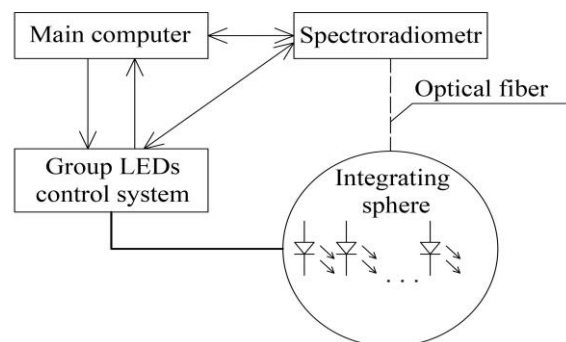 Main computer
Spectroradiometr
Optical fiber
Group LEDs
control system
Integrating
sphere
. . .